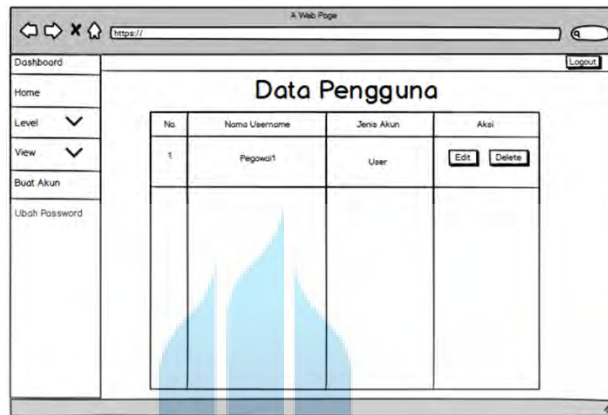 A Web Page
https://
Dashboard
Logout
Home
Data Pengguna
Level
No. Nama Username Jenis Akun Aksi
View
1. Pegawai1 User Edit Delete
Buat Akun
Ubah Password